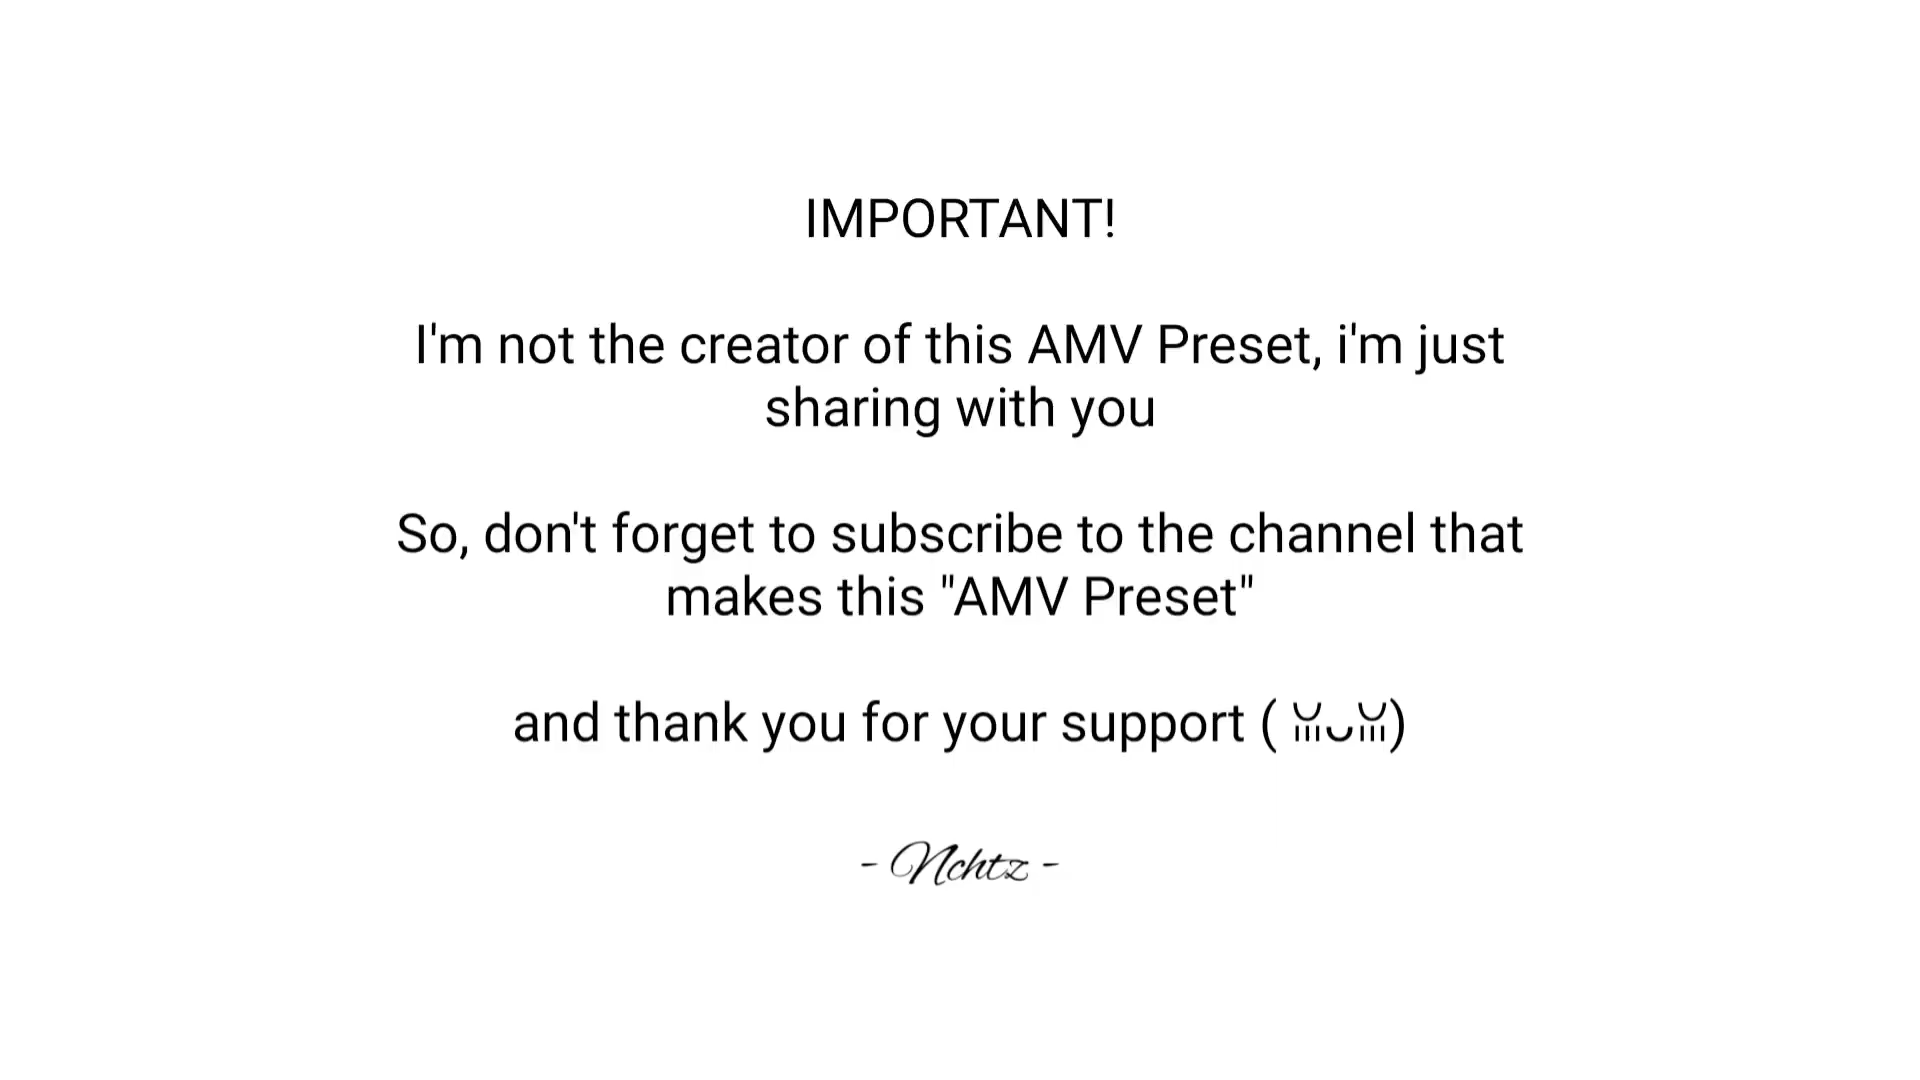 IMPORTANT!
I'm not the creator of this AMV Preset, i'm just
sharing with you
So, don't forget to subscribe to the channel that
makes this "AMV Preset"
and thank you for your support ( ꈍᴗꈍ)
- Nchtz -